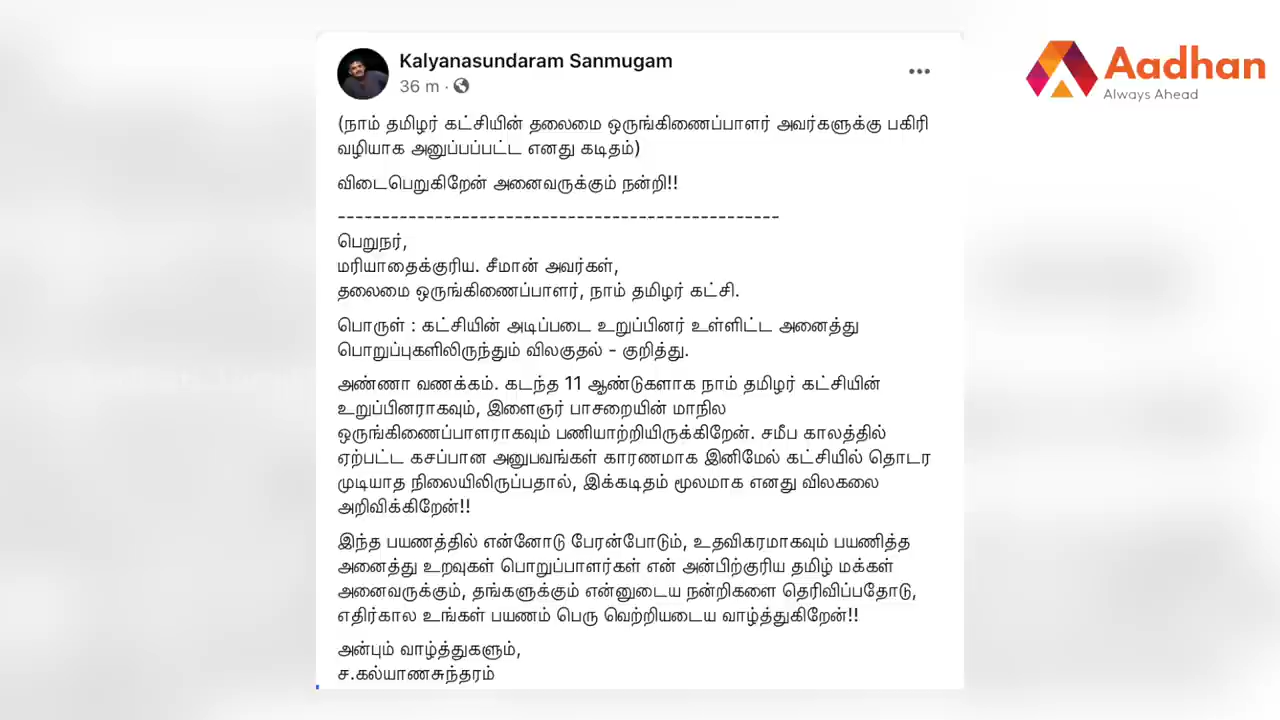 Kalyanasundaram Sanmugam
36 m ·
Aadhan
Always Ahead
(நாம் தமிழர் கட்சியின் தலைமை ஒருங்கிணைப்பாளர் அவர்களுக்கு பகிரி
வழியாக அனுப்பப்பட்ட எனது கடிதம்)
விடைபெறுகிறேன் அனைவருக்கும் நன்றி!!
--------------------------------------------------
பெறுநர்,
மரியாதைக்குரிய. சீமான் அவர்கள்,
தலைமை ஒருங்கிணைப்பாளர், நாம் தமிழர் கட்சி.
பொருள் : கட்சியின் அடிப்படை உறுப்பினர் உள்ளிட்ட அனைத்து
பொறுப்புகளிலிருந்தும் விலகுதல் - குறித்து.
அண்ணா வணக்கம். கடந்த 11 ஆண்டுகளாக நாம் தமிழர் கட்சியின்
உறுப்பினராகவும், இளைஞர் பாசறையின் மாநில
ஒருங்கிணைப்பாளராகவும் பணியாற்றியிருக்கிறேன். சமீப காலத்தில்
ஏற்பட்ட கசப்பான அனுபவங்கள் காரணமாக இனிமேல் கட்சியில் தொடர
முடியாத நிலையிலிருப்பதால், இக்கடிதம் மூலமாக எனது விலகலை
அறிவிக்கிறேன்!!
இந்த பயணத்தில் என்னோடு பேரன்போடும், உதவிகரமாகவும் பயணித்த
அனைத்து உறவுகள் பொறுப்பாளர்கள் என் அன்பிற்குரிய தமிழ் மக்கள்
அனைவருக்கும், தங்களுக்கும் என்னுடைய நன்றிகளை தெரிவிப்பதோடு,
எதிர்கால உங்கள் பயணம் பெரு வெற்றியடைய வாழ்த்துகிறேன்!!
அன்பும் வாழ்த்துகளும்,
ச.கல்யாணசுந்தரம்